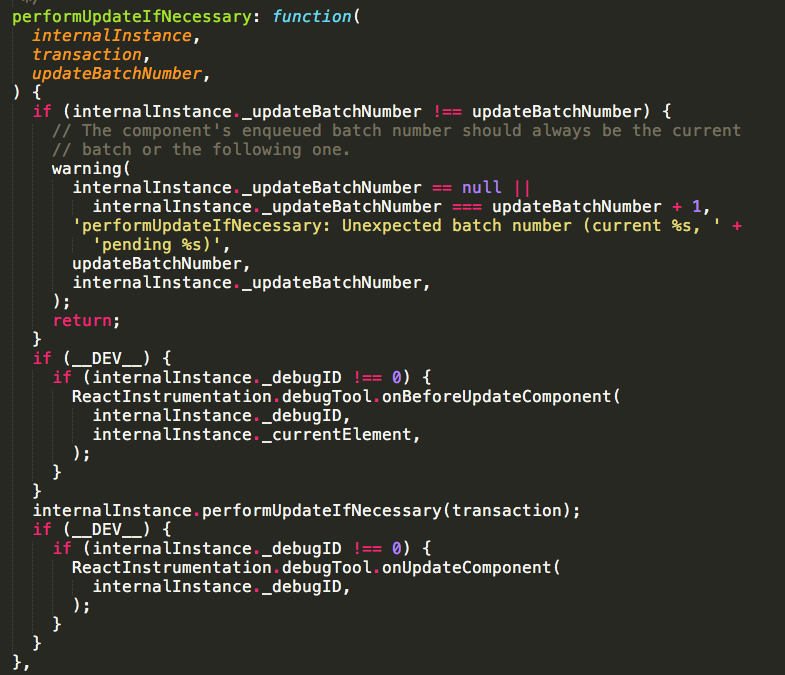 */
performUpdateIfNecessary: function(
  internalInstance,
  transaction,
  updateBatchNumber,
) {
  if (internalInstance._updateBatchNumber !== updateBatchNumber) {
    // The component's enqueued batch number should always be the current
    // batch or the following one.
    warning(
      internalInstance._updateBatchNumber == null ||
        internalInstance._updateBatchNumber === updateBatchNumber + 1,
      'performUpdateIfNecessary: Unexpected batch number (current %s, ' +
        'pending %s)',
      updateBatchNumber,
      internalInstance._updateBatchNumber,
    );
    return;
  }
  if (__DEV__) {
    if (internalInstance._debugID !== 0) {
      ReactInstrumentation.debugTool.onBeforeUpdateComponent(
        internalInstance._debugID,
        internalInstance._currentElement,
      );
    }
  }
  internalInstance.performUpdateIfNecessary(transaction);
  if (__DEV__) {
    if (internalInstance._debugID !== 0) {
      ReactInstrumentation.debugTool.onUpdateComponent(
        internalInstance._debugID,
      );
    }
  }
},